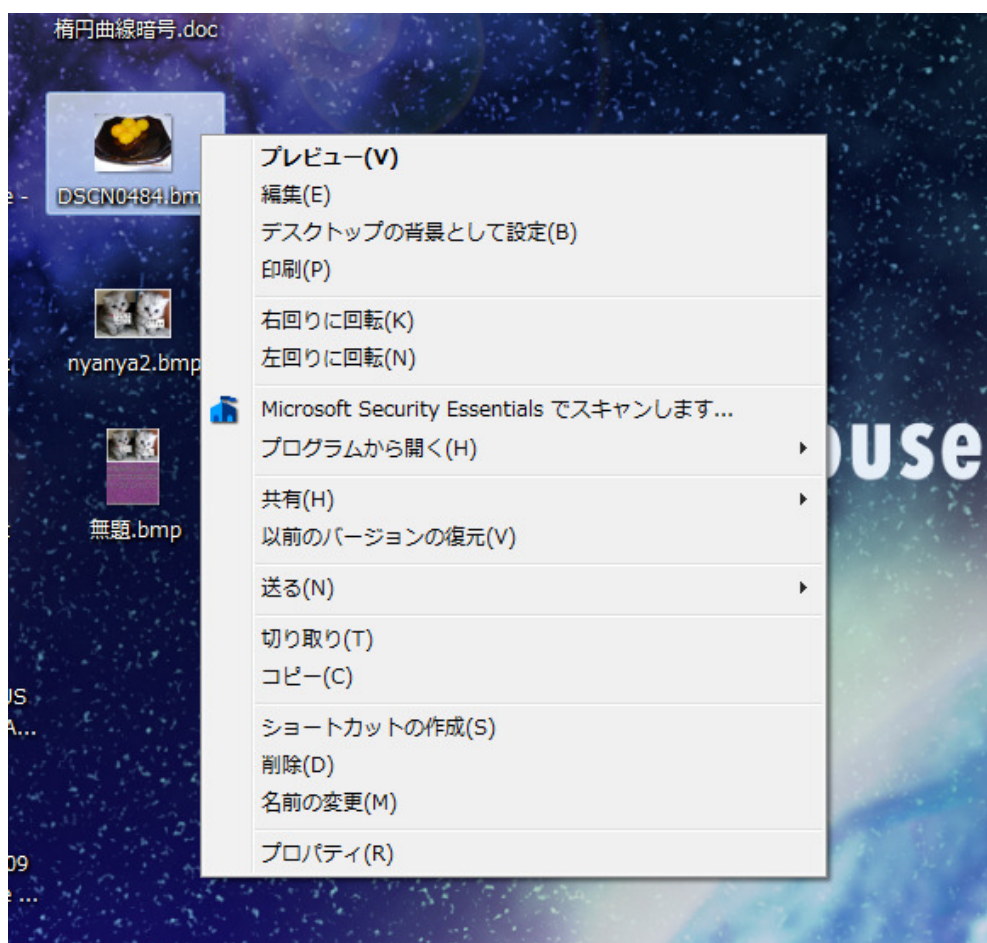 楕円曲線暗号.doc
DSCN0484.bm
nyanya2.bmp
無題.bmp
プレビュー(V)
編集(E)
デスクトップの背景として設定(B)
印刷(P)
右回りに回転(K)
左回りに回転(N)
Microsoft Security Essentials でスキャンします...
プログラムから開く(H)
共有(H)
以前のバージョンの復元(V)
送る(N)
切り取り(T)
コピー(C)
ショートカットの作成(S)
削除(D)
名前の変更(M)
プロパティ(R)
ouse
e -
US
A...
09
e ...